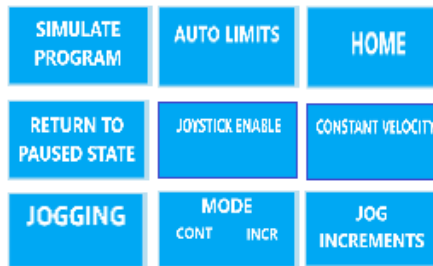 SIMULATE
PROGRAM
AUTO LIMITS
HOME
RETURN TO
PAUSED STATE
JOYSTICK ENABLE
CONSTANT VELOCITY
JOGGING
MODE
CONT INCR
JOG
INCREMENTS